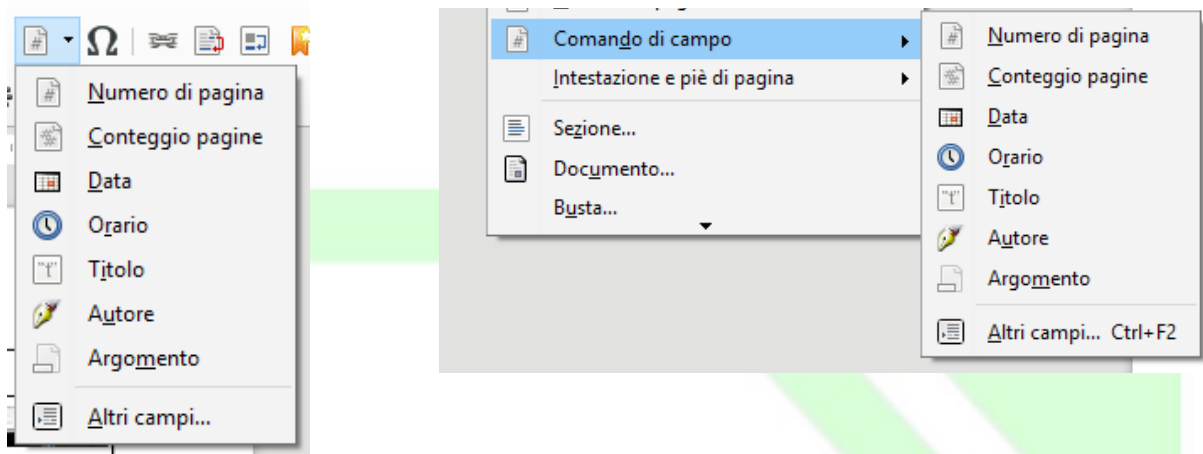 Numero di pagina
Conteggio pagine
Data
Orario
Titolo
Autore
Argomento
Altri campi...
Comando di campo
Intestazione e piè di pagina
Sezione...
Documento...
Busta...
Numero di pagina
Conteggio pagine
Data
Orario
Titolo
Autore
Argomento
Altri campi... Ctrl+F2